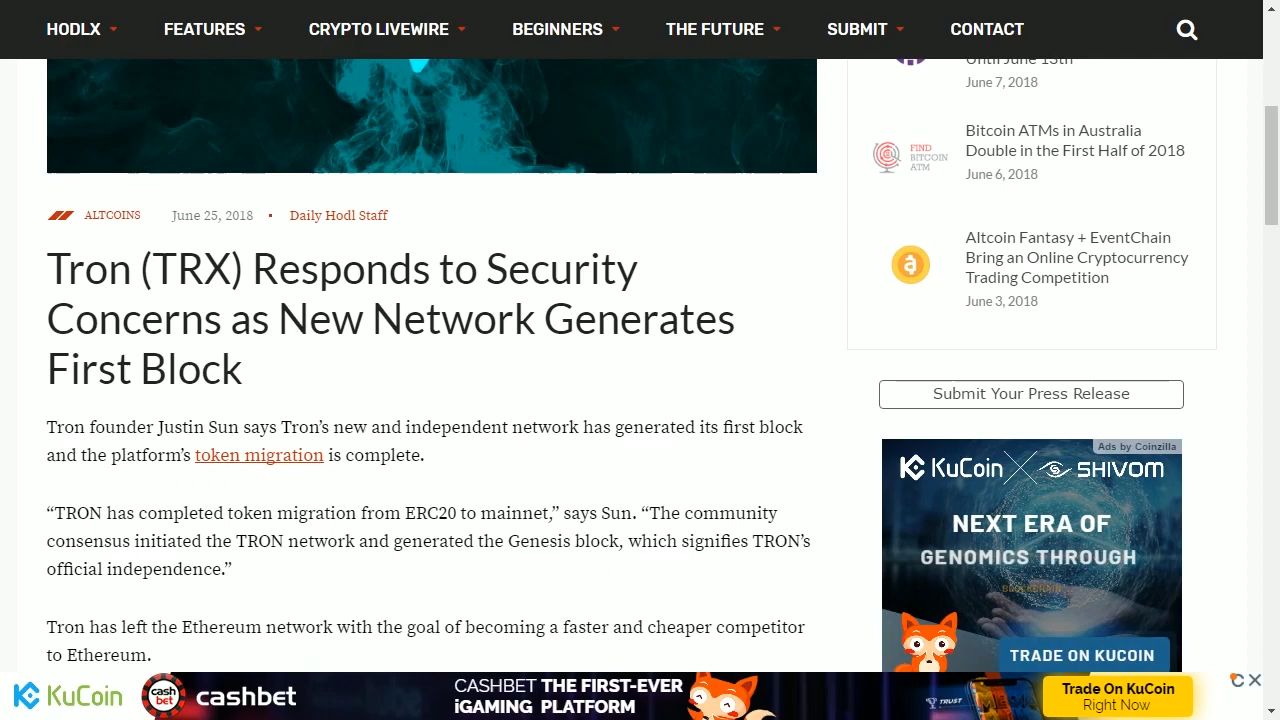 HODLX
FEATURES
CRYPTO LIVEWIRE
BEGINNERS
THE FUTURE
SUBMIT
CONTACT
ALTCOINS
June 25, 2018
Daily Hodl Staff
Tron (TRX) Responds to Security
Concerns as New Network Generates
First Block
Tron founder Justin Sun says Tron’s new and independent network has generated its first block
and the platform’s token migration is complete.
“TRON has completed token migration from ERC20 to mainnet,” says Sun. “The community
consensus initiated the TRON network and generated the Genesis block, which signifies TRON’s
official independence.”
Tron has left the Ethereum network with the goal of becoming a faster and cheaper competitor
to Ethereum.
Until June 13th
June 7, 2018
FIND
BITCOIN
ATM
Bitcoin ATMs in Australia
Double in the First Half of 2018
June 6, 2018
Altcoin Fantasy + EventChain
Bring an Online Cryptocurrency
Trading Competition
June 3, 2018
Submit Your Press Release
Ads by Coinzilla
KuCoin
SHIVOM
NEXT ERA OF
GENOMICS THROUGH
BLOCKCHAIN
TRADE ON KUCOIN
KuCoin
cash
bet
cashbet
CASHBET THE FIRST-EVER
iGAMING PLATFORM
TRUST
Trade On KuCoin
Right Now